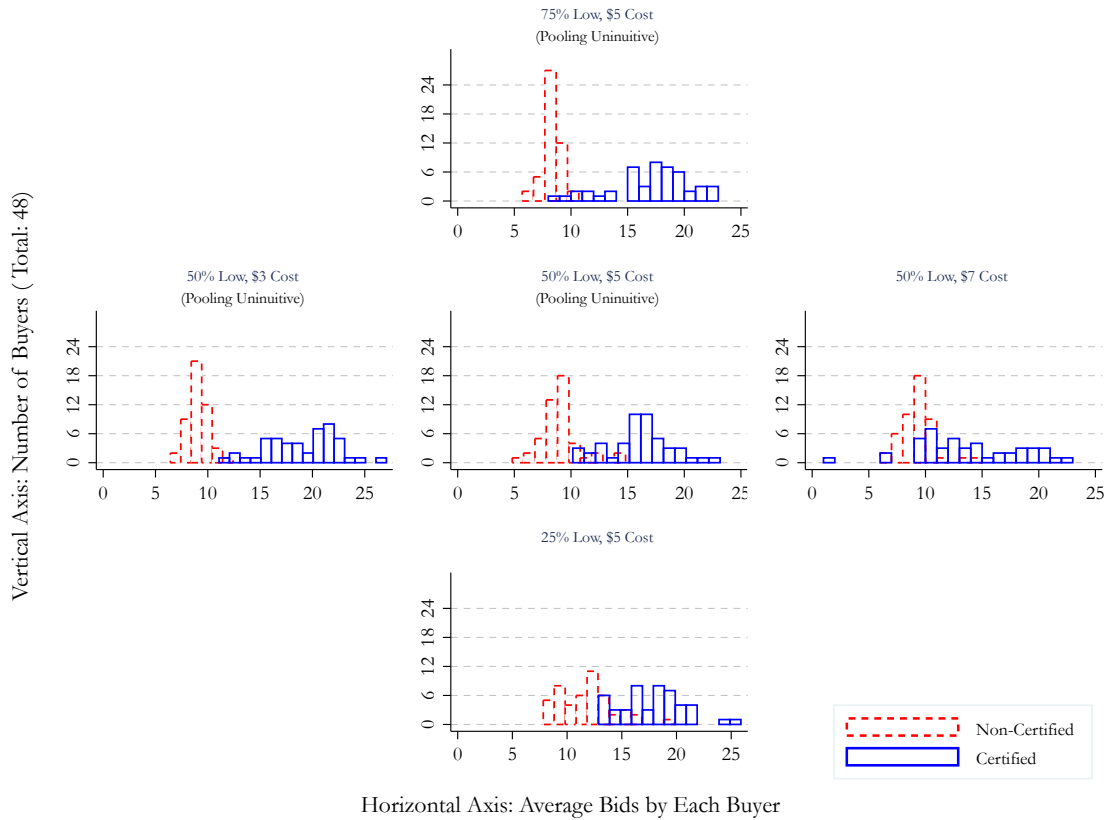 75% Low, $5 Cost
(Pooling Uninuitive)
24
18
12
6
0
0 5 10 15 20 25
Vertical Axis: Number of Buyers ( Total: 48)
50% Low, $3 Cost
(Pooling Uninuitive)
24
18
12
6
0
0 5 10 15 20 25
50% Low, $5 Cost
(Pooling Uninuitive)
24
18
12
6
0
0 5 10 15 20 25
50% Low, $7 Cost
24
18
12
6
0
0 5 10 15 20 25
25% Low, $5 Cost
24
18
12
6
0
0 5 10 15 20 25
Non-Certified
Certified
Horizontal Axis: Average Bids by Each Buyer